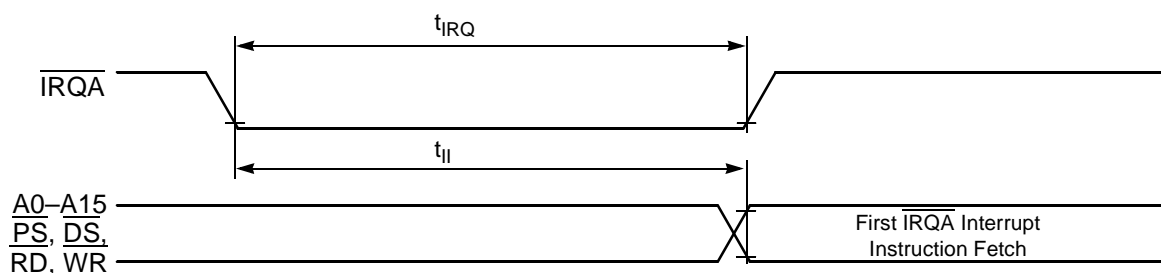 tIRQ
IRQA
tII
A0–A15
PS, DS,
RD, WR
First IRQA Interrupt
Instruction Fetch